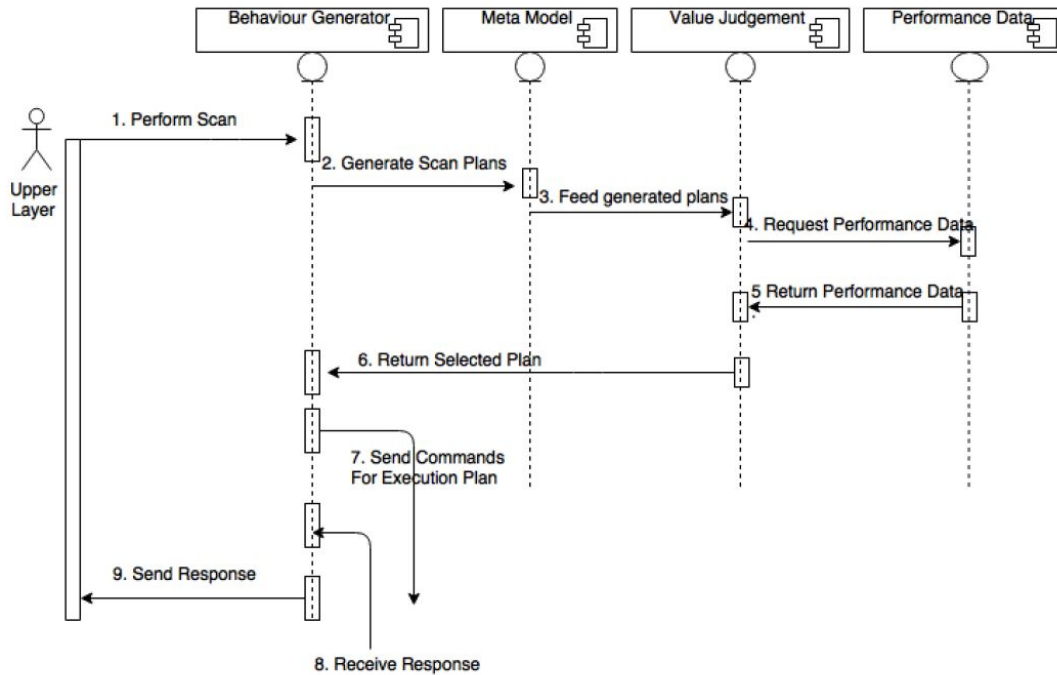 Behaviour Generator
Meta Model
Value Judgement
Performance Data
Upper
Layer
1. Perform Scan
2. Generate Scan Plans
3. Feed generated plans
4. Request Performance Data
5 Return Performance Data
.
6. Return Selected Plan
7. Send Commands
For Execution Plan
9. Send Response
8. Receive Response